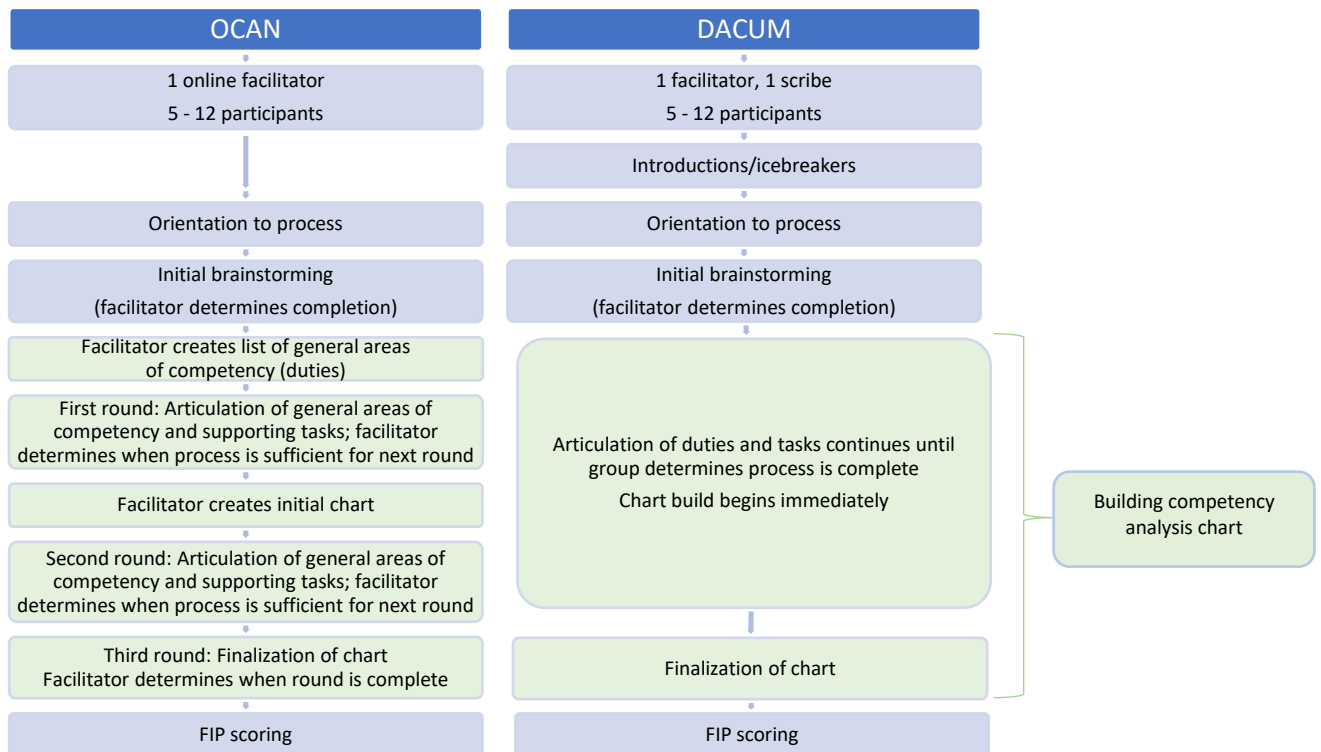 OCAN
1 online facilitator
5 - 12 participants
Orientation to process
Initial brainstorming
(facilitator determines completion)
Facilitator creates list of general areas
of competency (duties)
First round: Articulation of general areas of
competency and supporting tasks; facilitator
determines when process is sufficient for next round
Facilitator creates initial chart
Second round: Articulation of general areas of
competency and supporting tasks; facilitator
determines when process is sufficient for next round
Third round: Finalization of chart
Facilitator determines when round is complete
FIP scoring
DACUM
1 facilitator, 1 scribe
5 - 12 participants
Introductions/icebreakers
Orientation to process
Initial brainstorming
(facilitator determines completion)
Articulation of duties and tasks continues until
group determines process is complete
Chart build begins immediately
Finalization of chart
FIP scoring
Building competency
analysis chart